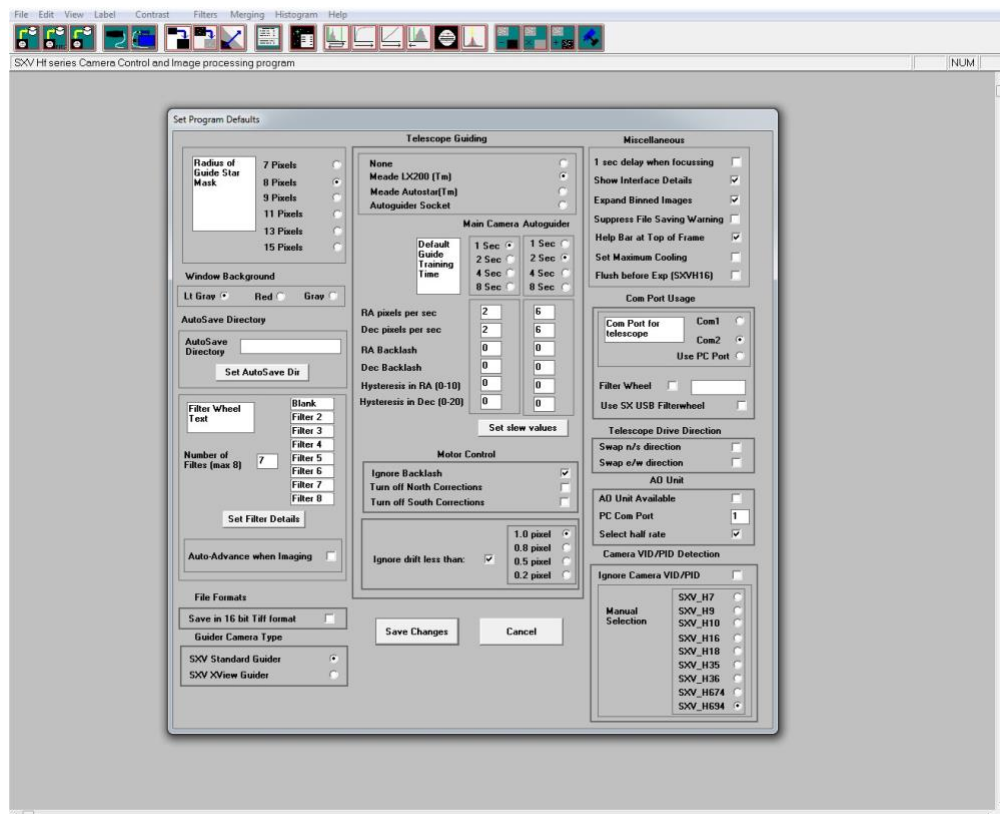 File Edit View Label Contrast Filters Merging Histogram Help
SXV Hf series Camera Control and Image processing program
NUM
Set Program Defaults
Radius of
Guide Star
Mask
7 Pixels
8 Pixels
9 Pixels
11 Pixels
13 Pixels
15 Pixels
Window Background
Lt Gray Red Gray
AutoSave Directory
AutoSave
Directory
Set AutoSave Dir
Filter Wheel
Text
Blank
Filter 2
Filter 3
Filter 4
Filter 5
Filter 6
Filter 7
Filter 8
Number of
Filtes (max 8)
7
Set Filter Details
Auto-Advance when Imaging
File Formats
Save in 16 bit Tiff format
Guider Camera Type
SXV Standard Guider
SXV XView Guider
Telescope Guiding
None
Meade LX200 (Tm)
Meade Autostar(Tm)
Autoguider Socket
Main Camera Autoguider
Default
Guide
Training
Time
1 Sec 1 Sec
2 Sec 2 Sec
4 Sec 4 Sec
8 Sec 8 Sec
RA pixels per sec 2 6
Dec pixels per sec 2 6
RA Backlash 0 0
Dec Backlash 0 0
Hysteresis in RA (0-10) 0 0
Hysteresis in Dec (0-20) 0 0
Set slew values
Motor Control
Ignore Backlash
Turn off North Corrections
Turn off South Corrections
Ignore drift less than:
1.0 pixel
0.8 pixel
0.5 pixel
0.2 pixel
Save Changes Cancel
Miscellaneous
1 sec delay when focussing
Show Interface Details
Expand Binned Images
Suppress File Saving Warning
Help Bar at Top of Frame
Set Maximum Cooling
Flush before Exp (SXVH16)
Com Port Usage
Com Port for
telescope
Com1
Com2
Use PC Port
Filter Wheel
Use SX USB Filterwheel
Telescope Drive Direction
Swap n/s direction
Swap e/w direction
AO Unit
AO Unit Available
PC Com Port 1
Select half rate
Camera VID/PID Detection
Ignore Camera VID/PID
Manual
Selection
SXV_H7
SXV_H9
SXV_H10
SXV_H16
SXV_H18
SXV_H35
SXV_H36
SXV_H674
SXV_H694